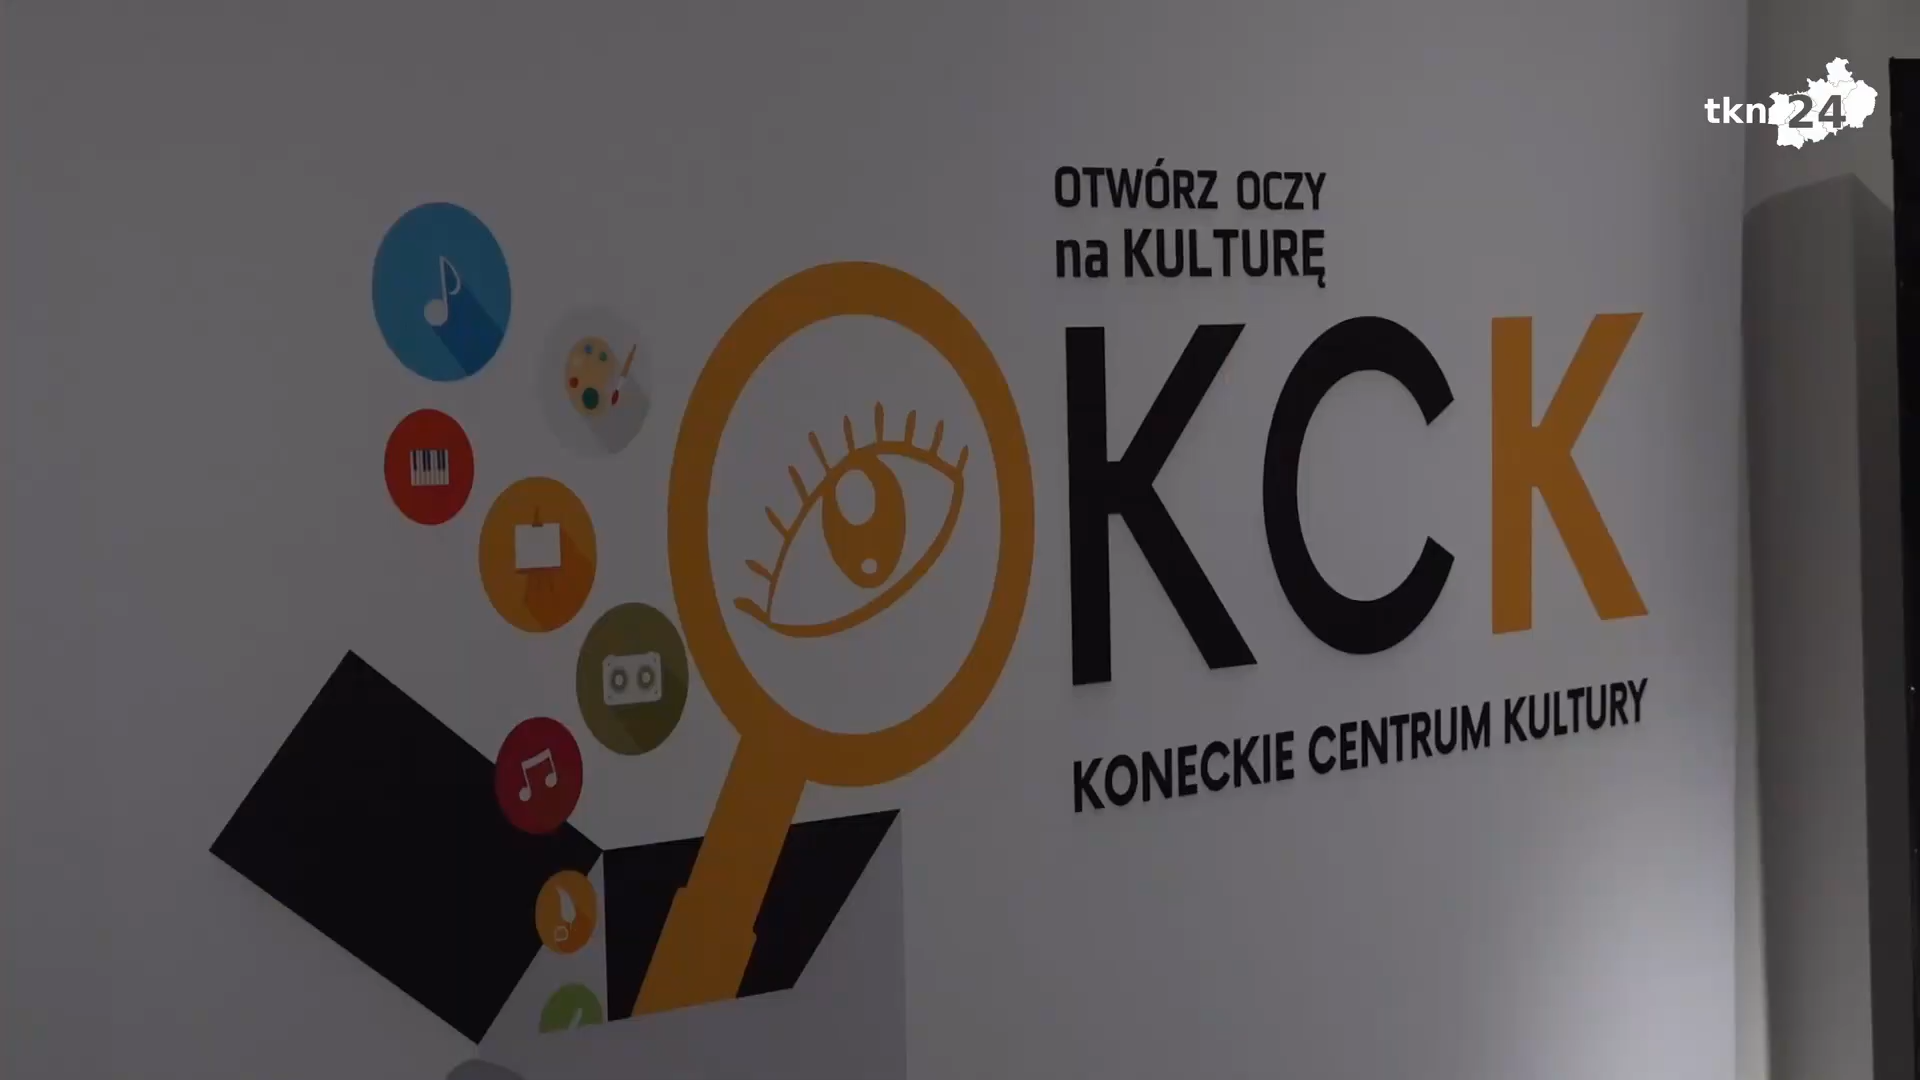 tkn24
OTWÓRZ OCZY
na KULTURĘ
KCK
KONECKIE CENTRUM KULTURY